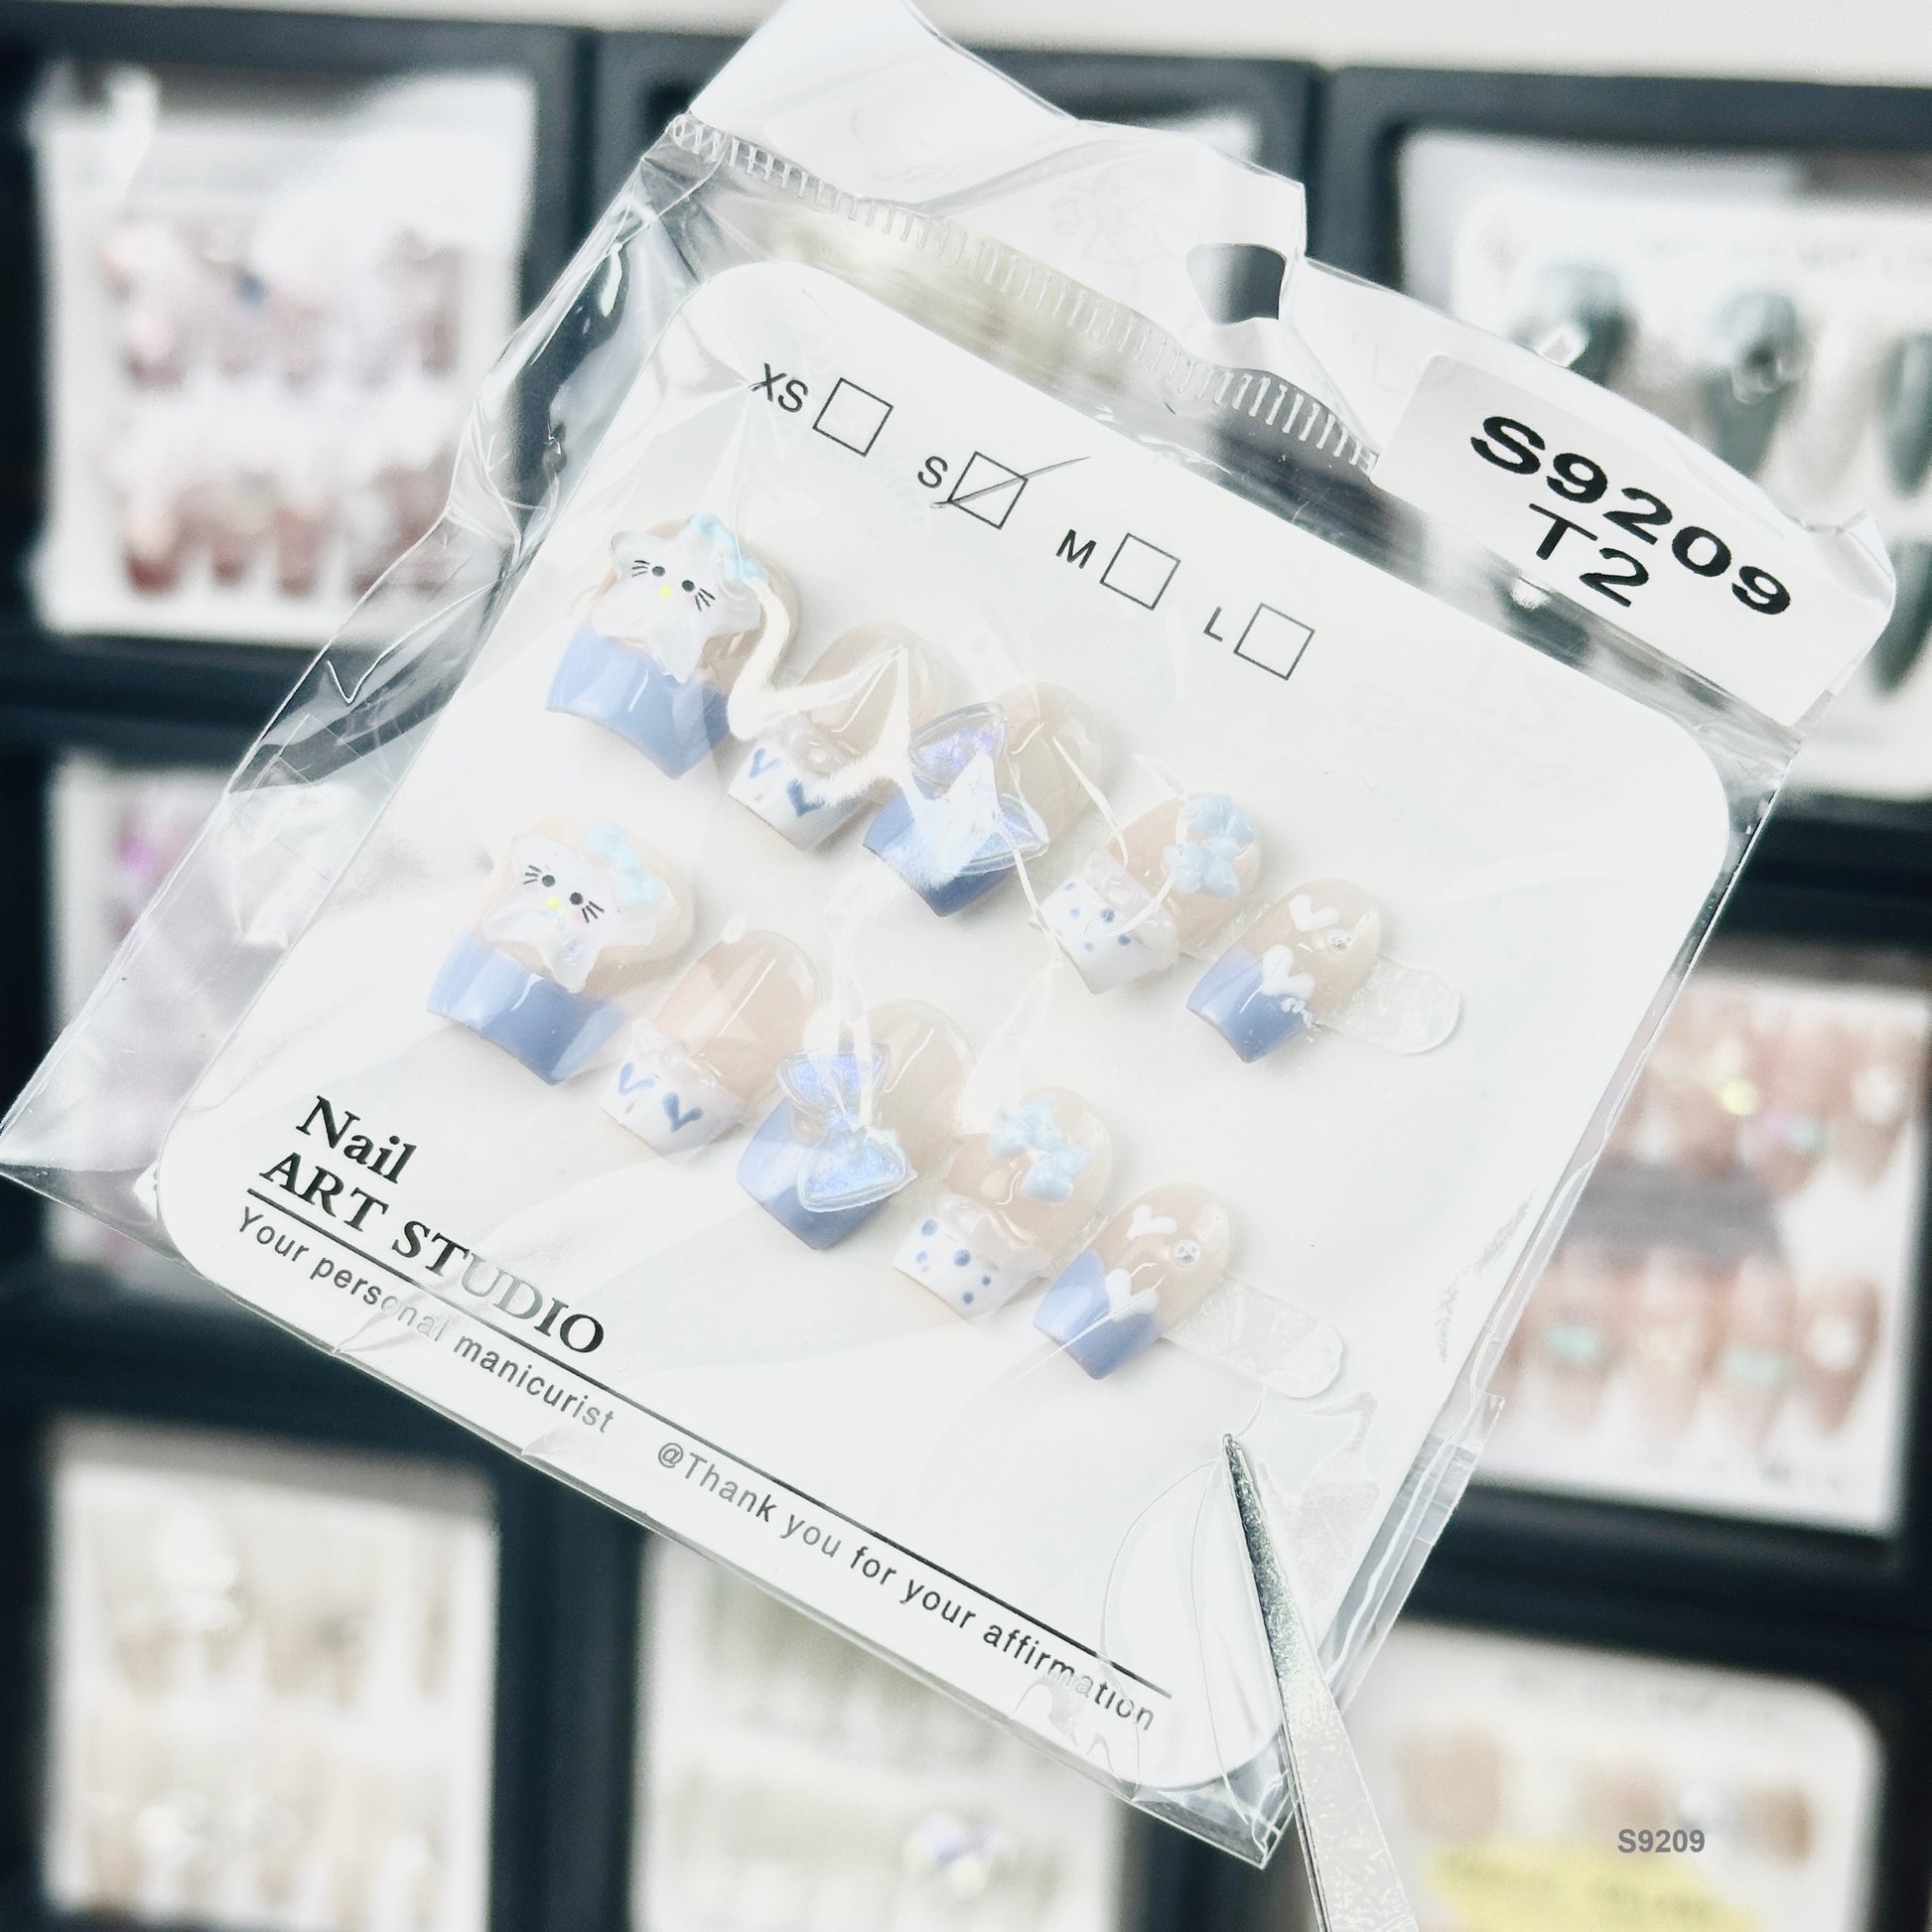 S9209
T2
XS
S
M
L
Nail
ART STUDIO
Your personal manicurist @Thank you for your affirmation
S9209